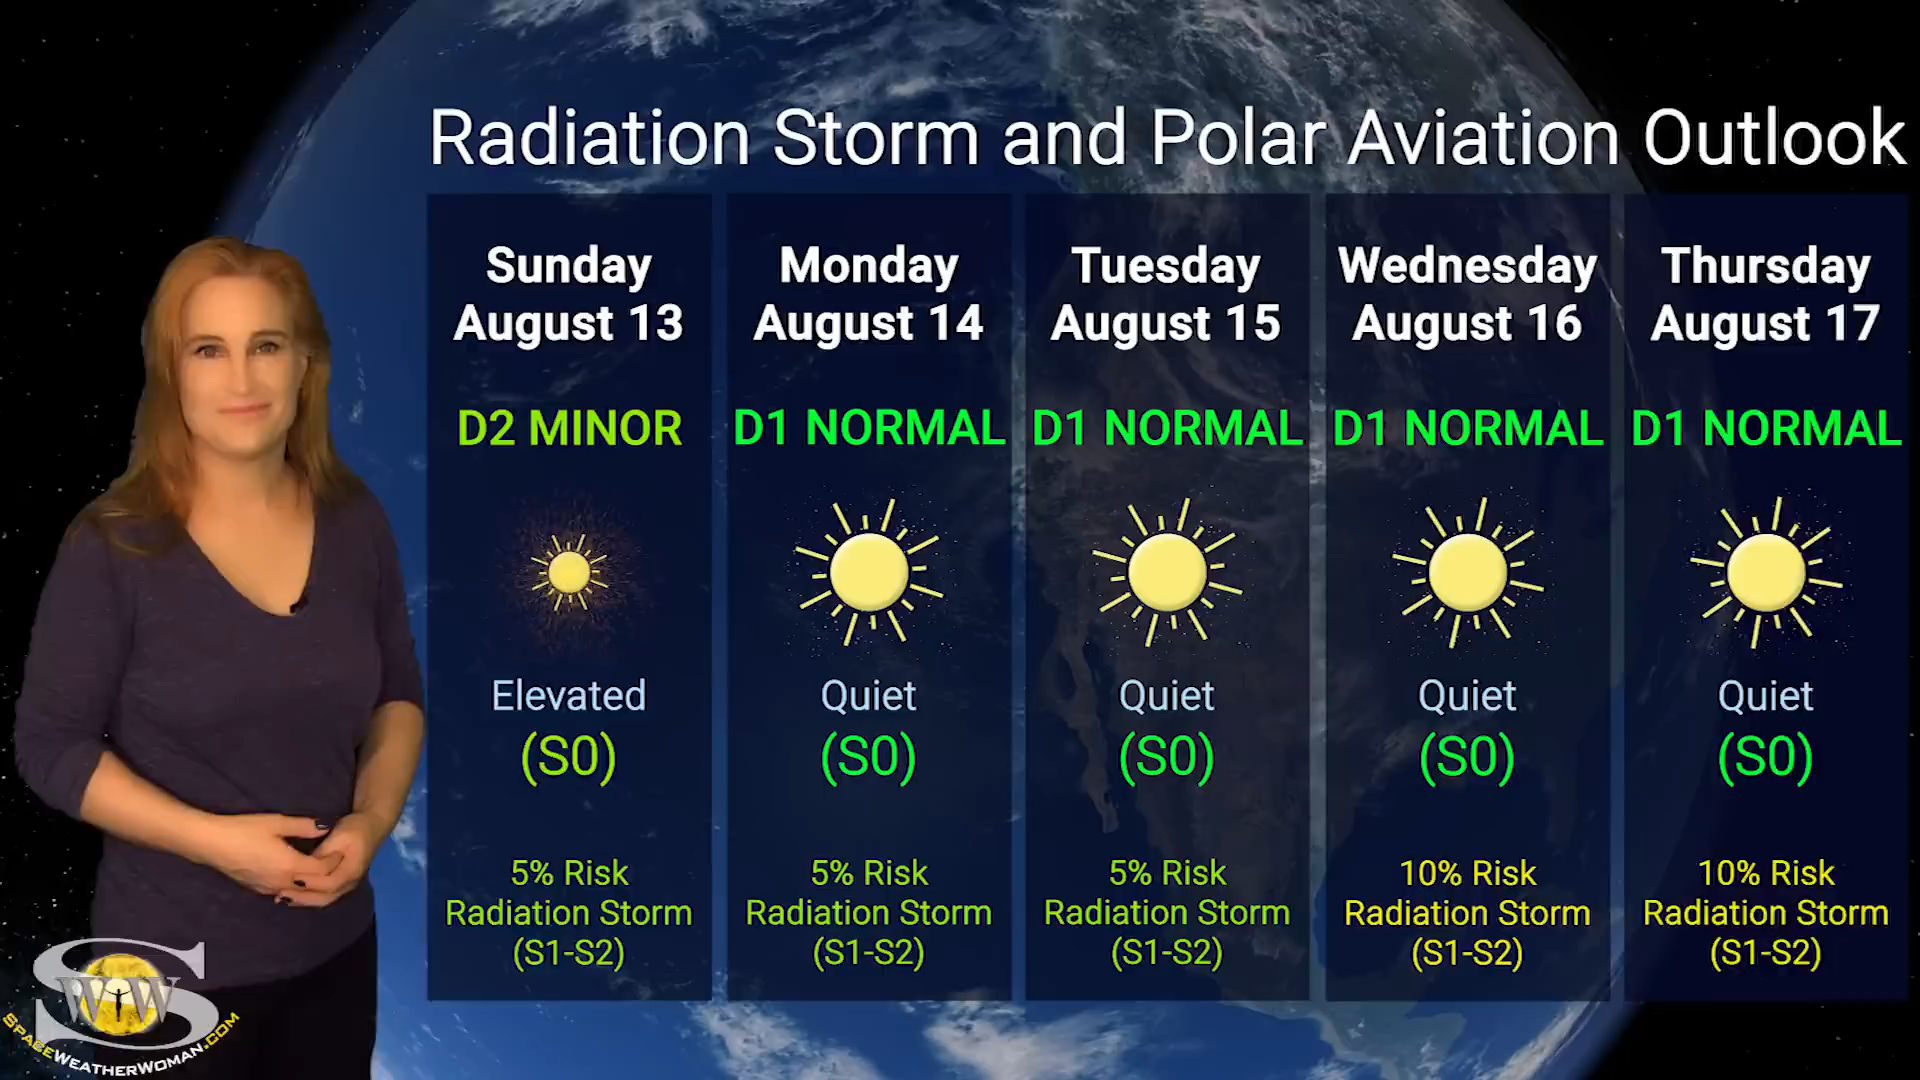 Radiation Storm and Polar Aviation Outlook
Sunday
August 13
D2 MINOR
Elevated
(S0)
5% Risk
Radiation Storm
(S1-S2)
Monday
August 14
D1 NORMAL
Quiet
(S0)
5% Risk
Radiation Storm
(S1-S2)
Tuesday
August 15
D1 NORMAL
Quiet
(S0)
5% Risk
Radiation Storm
(S1-S2)
Wednesday
August 16
D1 NORMAL
Quiet
(S0)
10% Risk
Radiation Storm
(S1-S2)
Thursday
August 17
D1 NORMAL
Quiet
(S0)
10% Risk
Radiation Storm
(S1-S2)
SWW
SPACEWEATHERWOMAN.COM